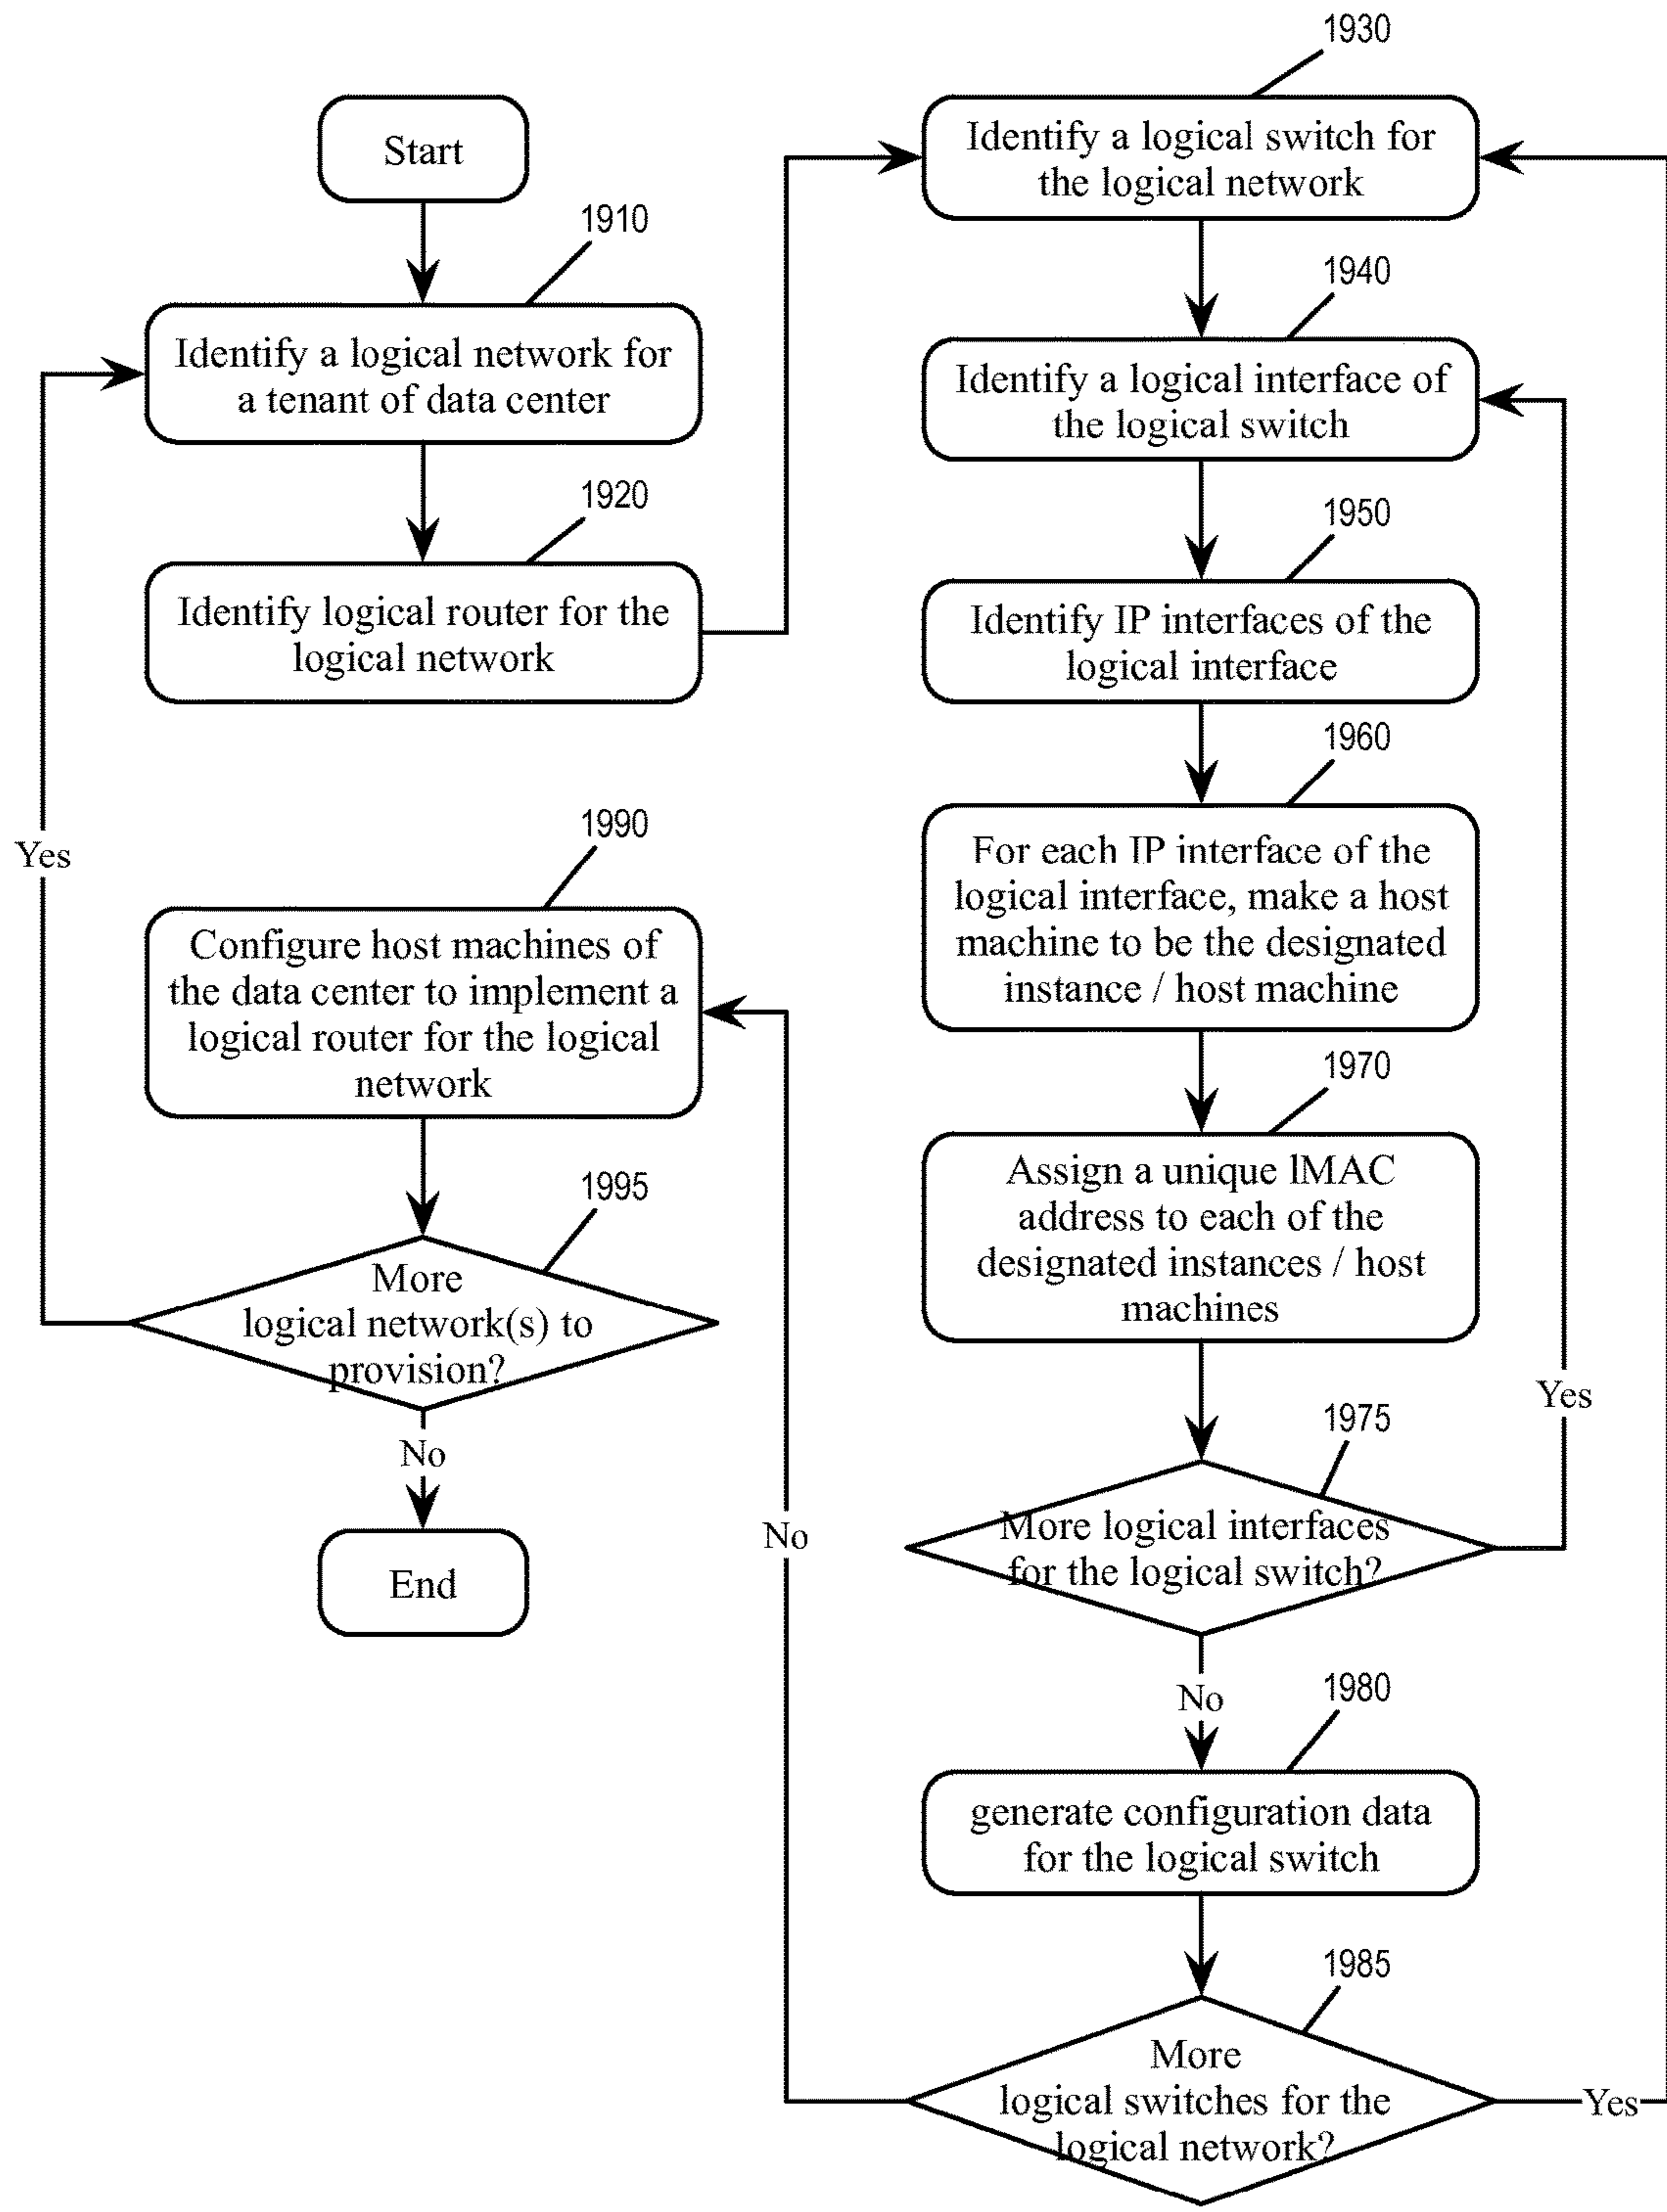 Start
1910
Identify a logical network for
a tenant of data center
1920
Identify logical router for the
logical network
1930
Identify a logical switch for
the logical network
1940
Identify a logical interface of
the logical switch
1950
Identify IP interfaces of the
logical interface
1960
For each IP interface of the
logical interface, make a host
machine to be the designated
instance / host machine
1970
Assign a unique lMAC
address to each of the
designated instances / host
machines
1975
More logical interfaces
for the logical switch?
Yes
No
1980
generate configuration data
for the logical switch
1985
More
logical switches for the
logical network?
Yes
No
1990
Configure host machines of
the data center to implement a
logical router for the logical
network
1995
More
logical network(s) to
provision?
Yes
No
End